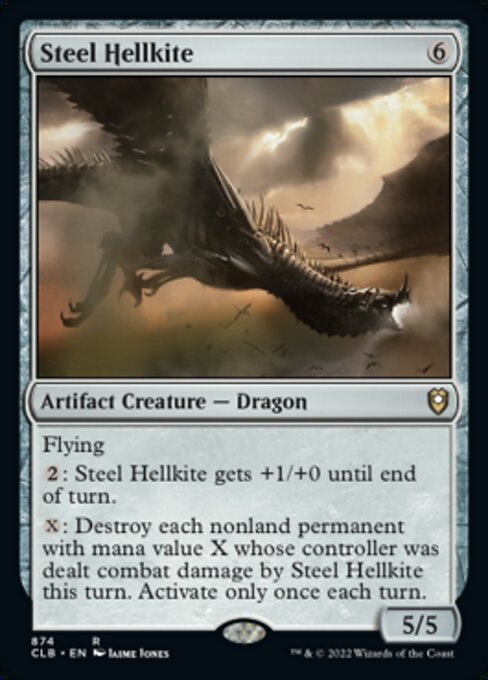 Steel Hellkite 6
Artifact Creature — Dragon
Flying
2: Steel Hellkite gets +1/+0 until end
of turn.
X: Destroy each nonland permanent
with mana value X whose controller was
dealt combat damage by Steel Hellkite
this turn. Activate only once each turn.
5/5
874 R
CLB • EN Jaime Jones
™ & © 2022 Wizards of the Coast